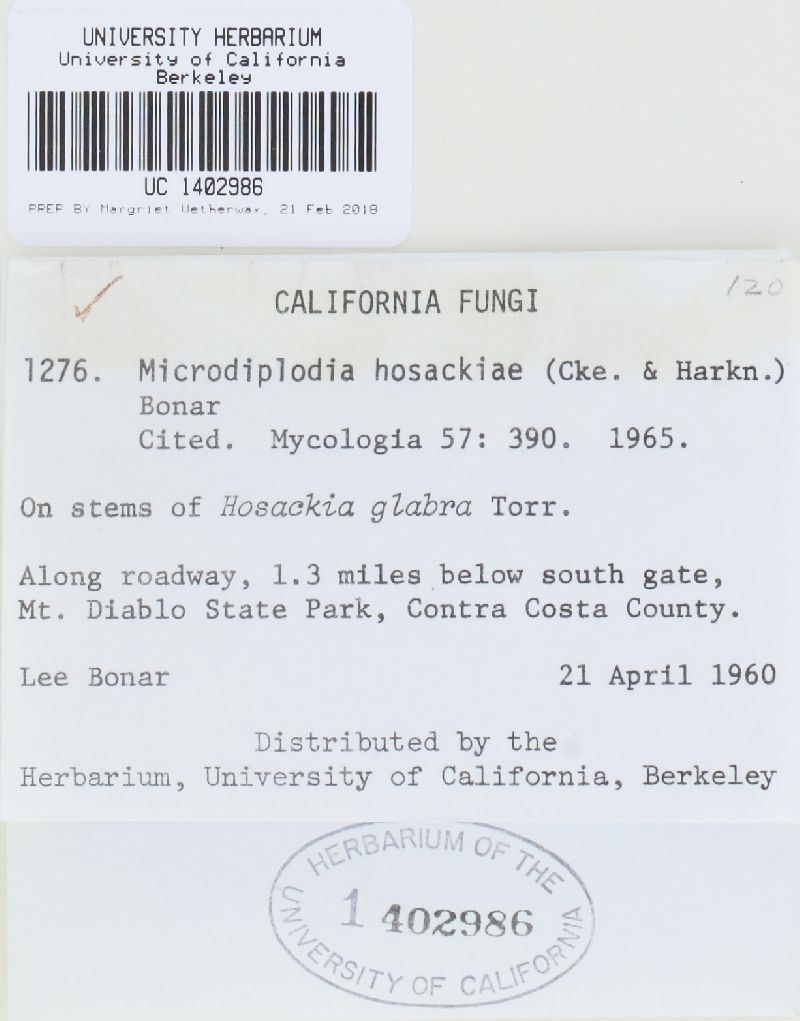 UNIVERSITY HERBARIUM
University of California
Berkeley
UC 1402986
PREP BY Margriet Wetherwax, 21 Feb 2018
120
CALIFORNIA FUNGI
1276. Microdiplodia hosackiae (Cke. & Harkn.)
Bonar
Cited. Mycologia 57: 390. 1965.
On stems of Hosackia glabra Torr.
Along roadway, 1.3 miles below south gate,
Mt. Diablo State Park, Contra Costa County.
Lee Bonar 21 April 1960
Distributed by the
Herbarium, University of California, Berkeley
HERBARIUM OF THE
1 402986
UNIVERSITY OF CALIFORNIA